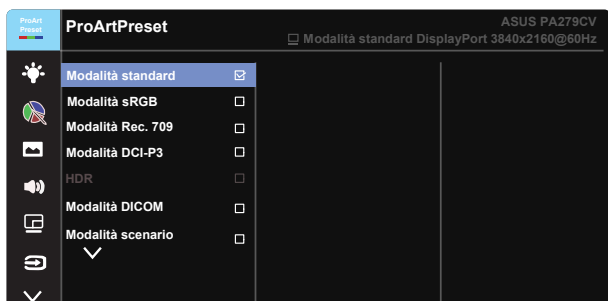 ProArt
Preset
ProArtPreset
ASUS PA279CV
Modalità standard DisplayPort 3840x2160@60Hz
Modalità standard
Modalità sRGB
Modalità Rec. 709
Modalità DCI-P3
HDR
Modalità DICOM
Modalità scenario